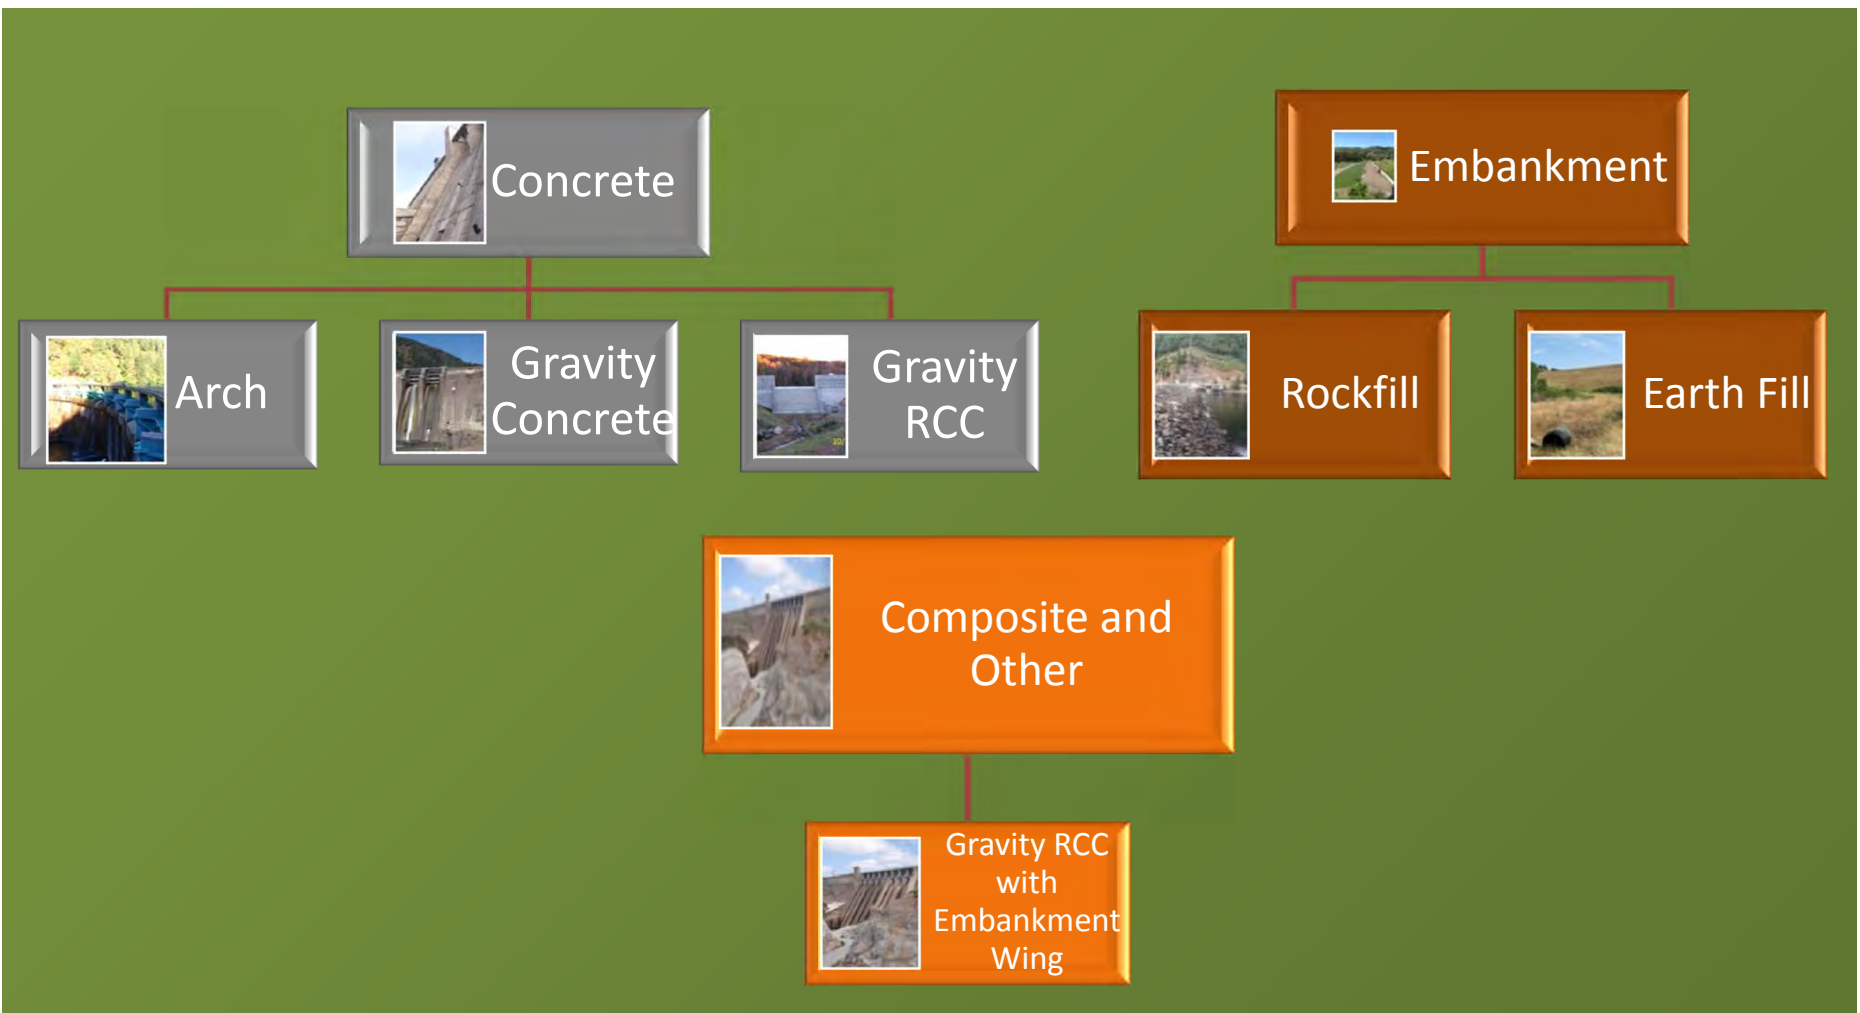 Concrete
Embankment
Arch
Gravity
Concrete
Gravity
RCC
Rockfill
Earth Fill
Composite and
Other
Gravity RCC
with
Embankment
Wing